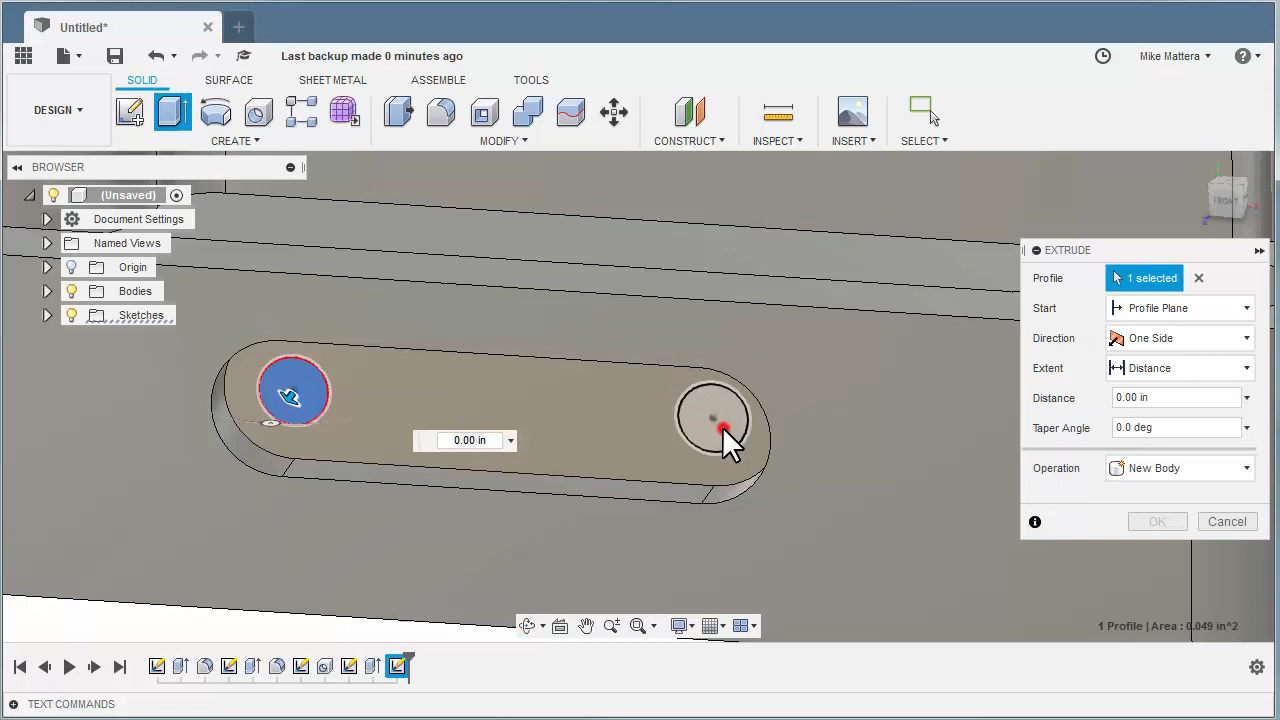 Untitled*
Last backup made 0 minutes ago
Mike Mattera
DESIGN
SOLID SURFACE SHEET METAL ASSEMBLE TOOLS
CREATE MODIFY CONSTRUCT INSPECT INSERT SELECT
BROWSER
(Unsaved)
Document Settings
Named Views
Origin
Bodies
Sketches
FRONT
EXTRUDE
Profile 1 selected
Start Profile Plane
Direction One Side
Extent Distance
Distance 0.00 in
Taper Angle 0.0 deg
Operation New Body
OK Cancel
0.00 in
1 Profile | Area : 0.049 in^2
TEXT COMMANDS